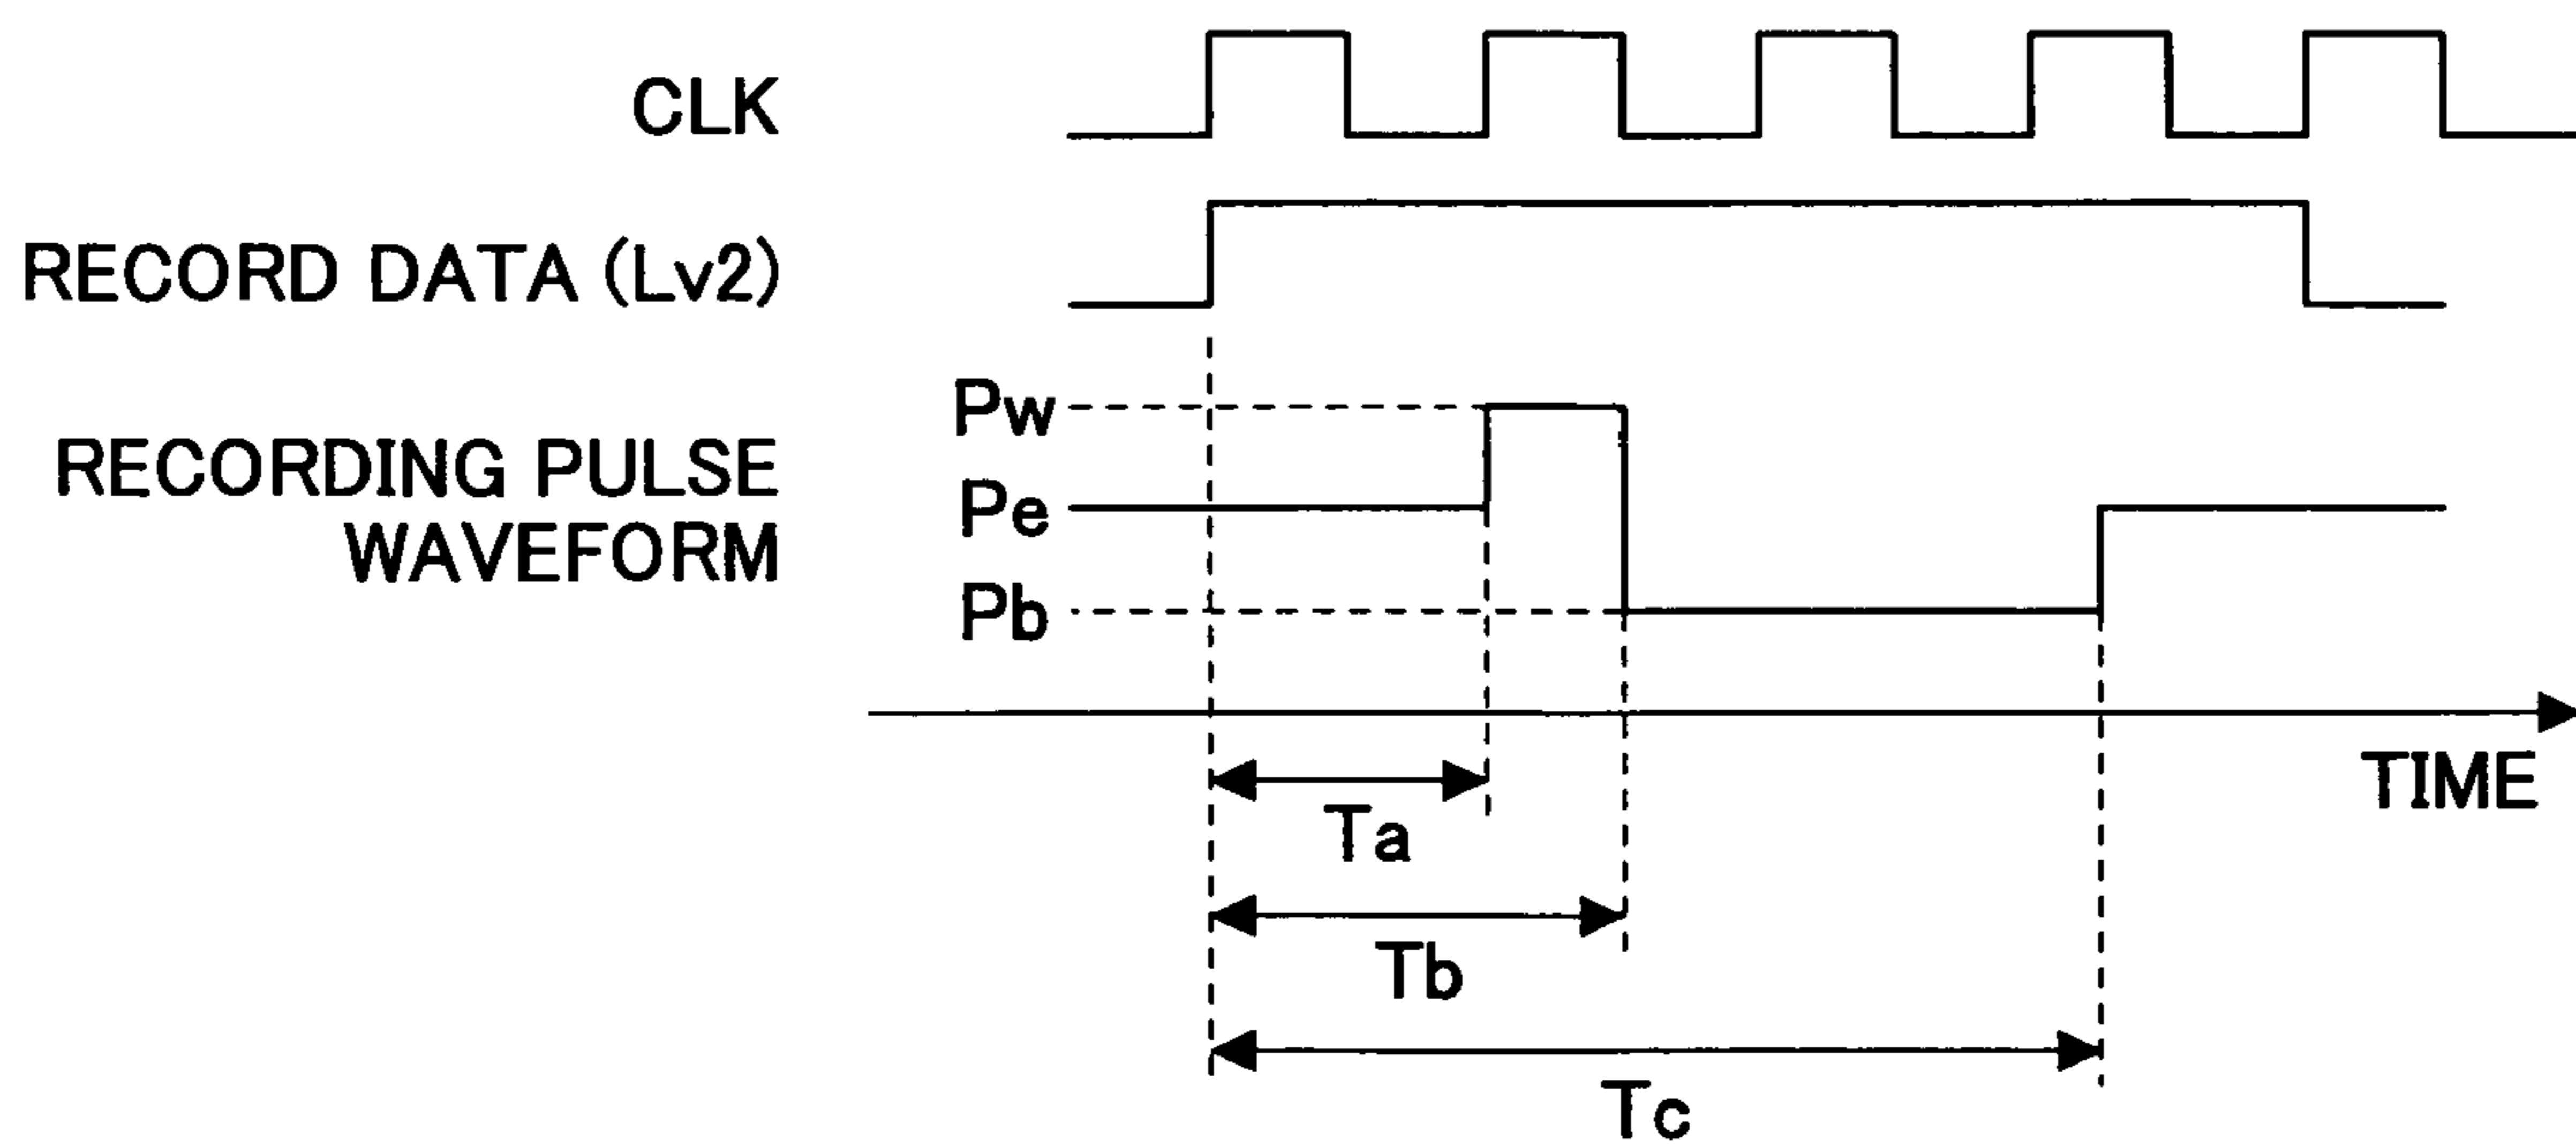 CLK
RECORD DATA (Lv2)
Pw
RECORDING PULSE
Pe
WAVEFORM
Pb
TIME
Ta
Tb
Tc